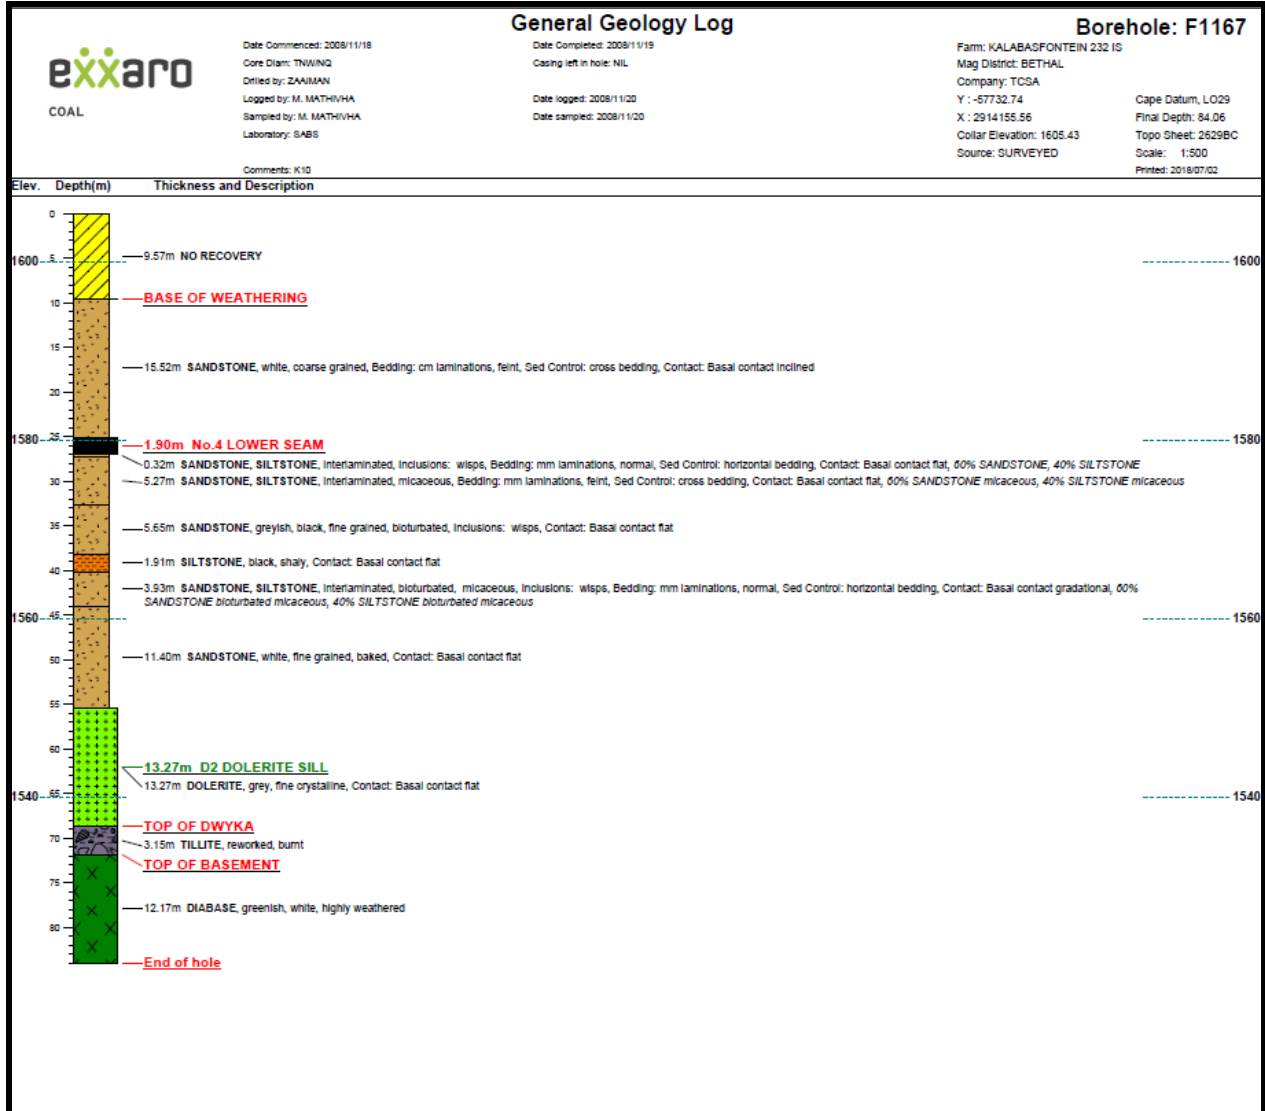 General Geology Log
Borehole: F1167
exxaro
COAL
Date Commenced: 2008/11/18
Core Diam: TNW/NQ
Drilled by: ZAAIMAN
Logged by: M. MATHIVHA
Sampled by: M. MATHIVHA
Laboratory: SABS
Comments: K10
Date Completed: 2008/11/19
Casing left in hole: NIL
Date logged: 2008/11/20
Date sampled: 2008/11/20
Farm: KALABASFONTEIN 232 IS
Mag District: BETHAL
Company: TCSA
Y : -57732.74
X : 2914155.56
Collar Elevation: 1605.43
Source: SURVEYED
Cape Datum, LO29
Final Depth: 84.06
Topo Sheet: 2629BC
Scale: 1:500
Printed: 2018/07/02
Elev. Depth(m) Thickness and Description
0
9.57m NO RECOVERY
1600 5 1600
BASE OF WEATHERING
10
15
15.52m SANDSTONE, white, coarse grained, Bedding: cm laminations, feint, Sed Control: cross bedding, Contact: Basal contact inclined
20
1580 25 1580
1.90m No.4 LOWER SEAM
0.32m SANDSTONE, SILTSTONE, interlaminated, Inclusions: wisps, Bedding: mm laminations, normal, Sed Control: horizontal bedding, Contact: Basal contact flat, 60% SANDSTONE, 40% SILTSTONE
30
5.27m SANDSTONE, SILTSTONE, interlaminated, micaceous, Bedding: mm laminations, feint, Sed Control: cross bedding, Contact: Basal contact flat, 60% SANDSTONE micaceous, 40% SILTSTONE micaceous
35
5.65m SANDSTONE, greyish, black, fine grained, bioturbated, Inclusions: wisps, Contact: Basal contact flat
1.91m SILTSTONE, black, shaly, Contact: Basal contact flat
40
3.93m SANDSTONE, SILTSTONE, interlaminated, bioturbated, micaceous, Inclusions: wisps, Bedding: mm laminations, normal, Sed Control: horizontal bedding, Contact: Basal contact gradational, 60%
SANDSTONE bioturbated micaceous, 40% SILTSTONE bioturbated micaceous
1560 45 1560
11.40m SANDSTONE, white, fine grained, baked, Contact: Basal contact flat
50
55
60
13.27m D2 DOLERITE SILL
13.27m DOLERITE, grey, fine crystalline, Contact: Basal contact flat
1540 65 1540
TOP OF DWYKA
70
3.15m TILLITE, reworked, burnt
TOP OF BASEMENT
75
12.17m DIABASE, greenish, white, highly weathered
80
End of hole